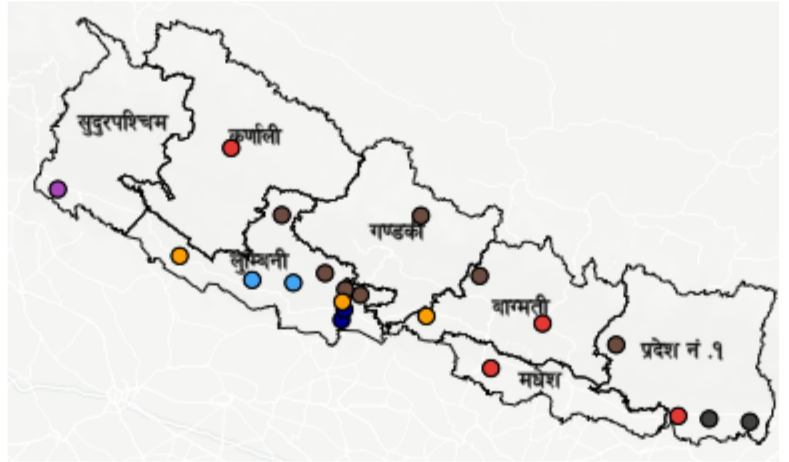 सुदुरपश्चिम
कर्णाली
गण्डकी
लुम्बिनी
बाग्मती
मधेश
प्रदेश नं .१